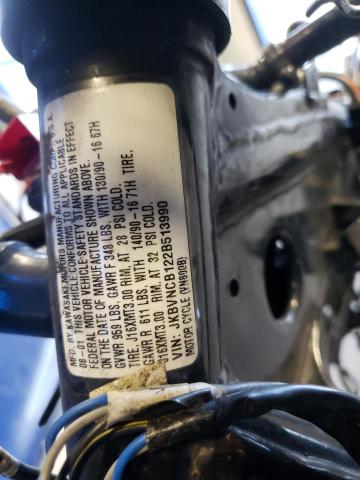 MFD. BY KAWASAKI MOTORS MANUFACTURING CORP., U.S.A.
08 - 01 THIS VEHICLE CONFORMS TO ALL APPLICABLE
FEDERAL MOTOR VEHICLE SAFETY STANDARDS IN EFFECT
ON THE DATE OF MANUFACTURE SHOWN ABOVE.
GVWR 959 LBS. GAWR F 348 LBS. WITH 130/90-16 67H
TIRE, J16XMT3.00 RIM, AT 28 PSI COLD.
GAWR R 611 LBS. WITH 140/90-16 71H TIRE,
J16XMT3.00 RIM, AT 32 PSI COLD.
VIN: JKBVNCB122B513990
MOTOR CYCLE (VN800B)